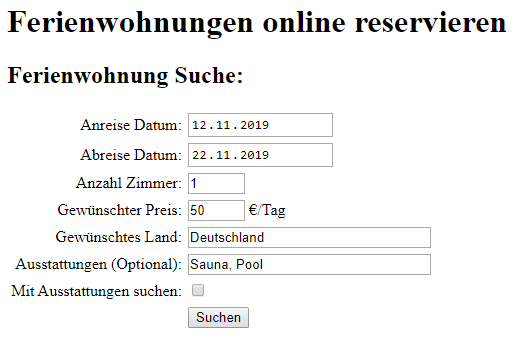 Ferienwohnungen online reservieren
Ferienwohnung Suche:
Anreise Datum: 12.11.2019
Abreise Datum: 22.11.2019
Anzahl Zimmer: 1
Gewünschter Preis: 50 €/Tag
Gewünschtes Land: Deutschland
Ausstattungen (Optional): Sauna, Pool
Mit Ausstattungen suchen:
Suchen